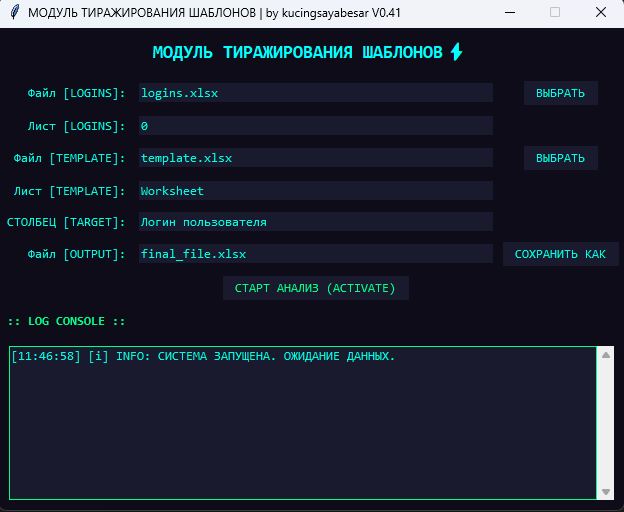 МОДУЛЬ ТИРАЖИРОВАНИЯ ШАБЛОНОВ | by kucingsayabesar V0.41
МОДУЛЬ ТИРАЖИРОВАНИЯ ШАБЛОНОВ⚡
Файл [LOGINS]: logins.xlsx ВЫБРАТЬ
Лист [LOGINS]: 0
Файл [TEMPLATE]: template.xlsx ВЫБРАТЬ
Лист [TEMPLATE]: Worksheet
СТОЛБЕЦ [TARGET]: Логин пользователя
Файл [OUTPUT]: final_file.xlsx СОХРАНИТЬ КАК
СТАРТ АНАЛИЗ (ACTIVATE)
:: LOG CONSOLE ::
[11:46:58] [i] INFO: СИСТЕМА ЗАПУЩЕНА. ОЖИДАНИЕ ДАННЫХ.